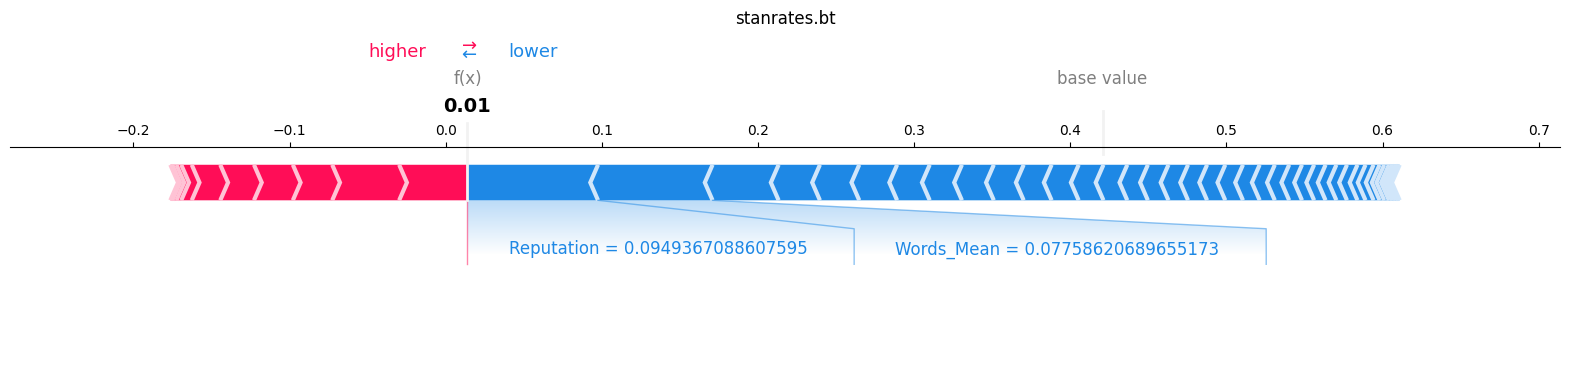 stanrates.bt
higher ⇄ lower
f(x) base value
0.01
−0.2 −0.1 0.0 0.1 0.2 0.3 0.4 0.5 0.6 0.7
Reputation = 0.0949367088607595 Words_Mean = 0.07758620689655173